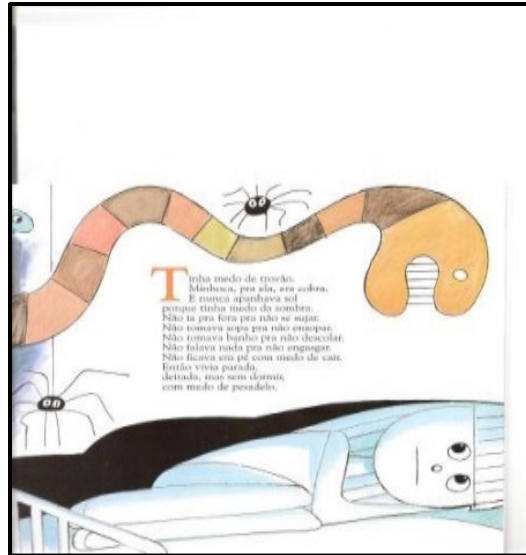 Tinha medo de trovão.
Minhoca, pra ela, era cobra.
E nunca apanhava sol
porque tinha medo da sombra.
Não ia pra fora pra não se sujar.
Não tomava sopa pra não ensopar.
Não tomava banho pra não descolar.
Não falava nada pra não engasgar.
Não ficava em pé com medo de cair.
Então vivia parada,
deitada, mas sem dormir,
com medo de pesadelo.